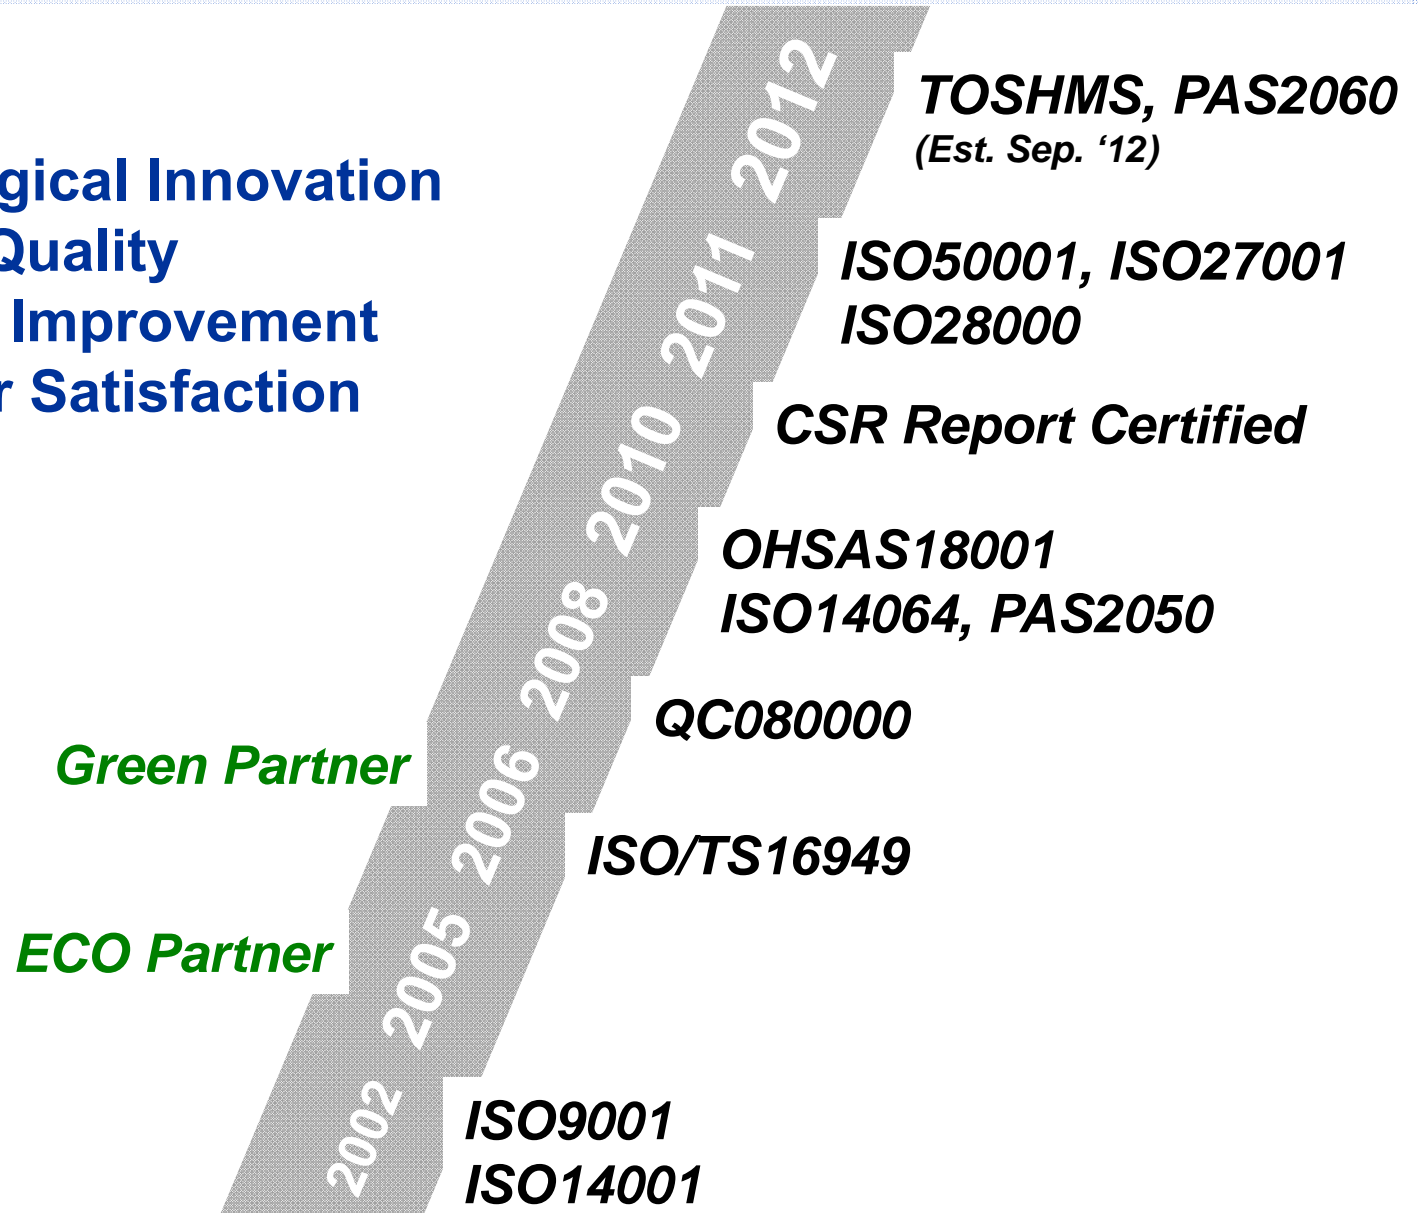 gical Innovation
Quality
Improvement
r Satisfaction
2012
TOSHMS, PAS2060
(Est. Sep. ‘12)
2011
ISO50001, ISO27001
ISO28000
2010
CSR Report Certified
2008
OHSAS18001
ISO14064, PAS2050
2006
QC080000
Green Partner
ISO/TS16949
2005
ECO Partner
2002
ISO9001
ISO14001